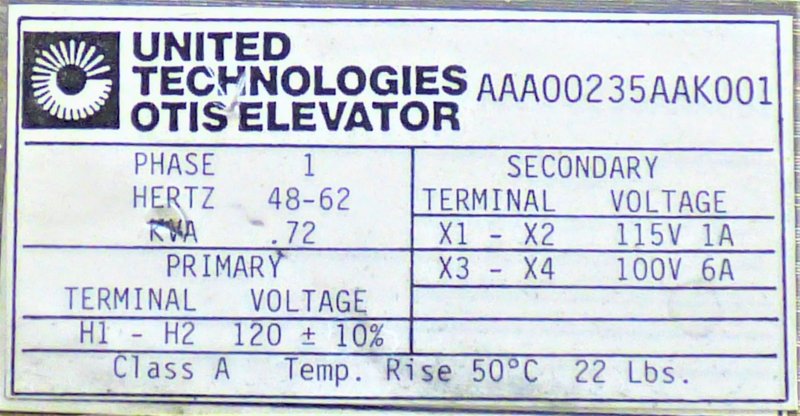 UNITED
TECHNOLOGIES
OTIS ELEVATOR
AAA00235AAK001
PHASE 1
HERTZ 48-62
KVA .72
PRIMARY
TERMINAL VOLTAGE
H1 - H2 120 ± 10%
SECONDARY
TERMINAL VOLTAGE
X1 - X2 115V 1A
X3 - X4 100V 6A
Class A Temp. Rise 50°C 22 Lbs.